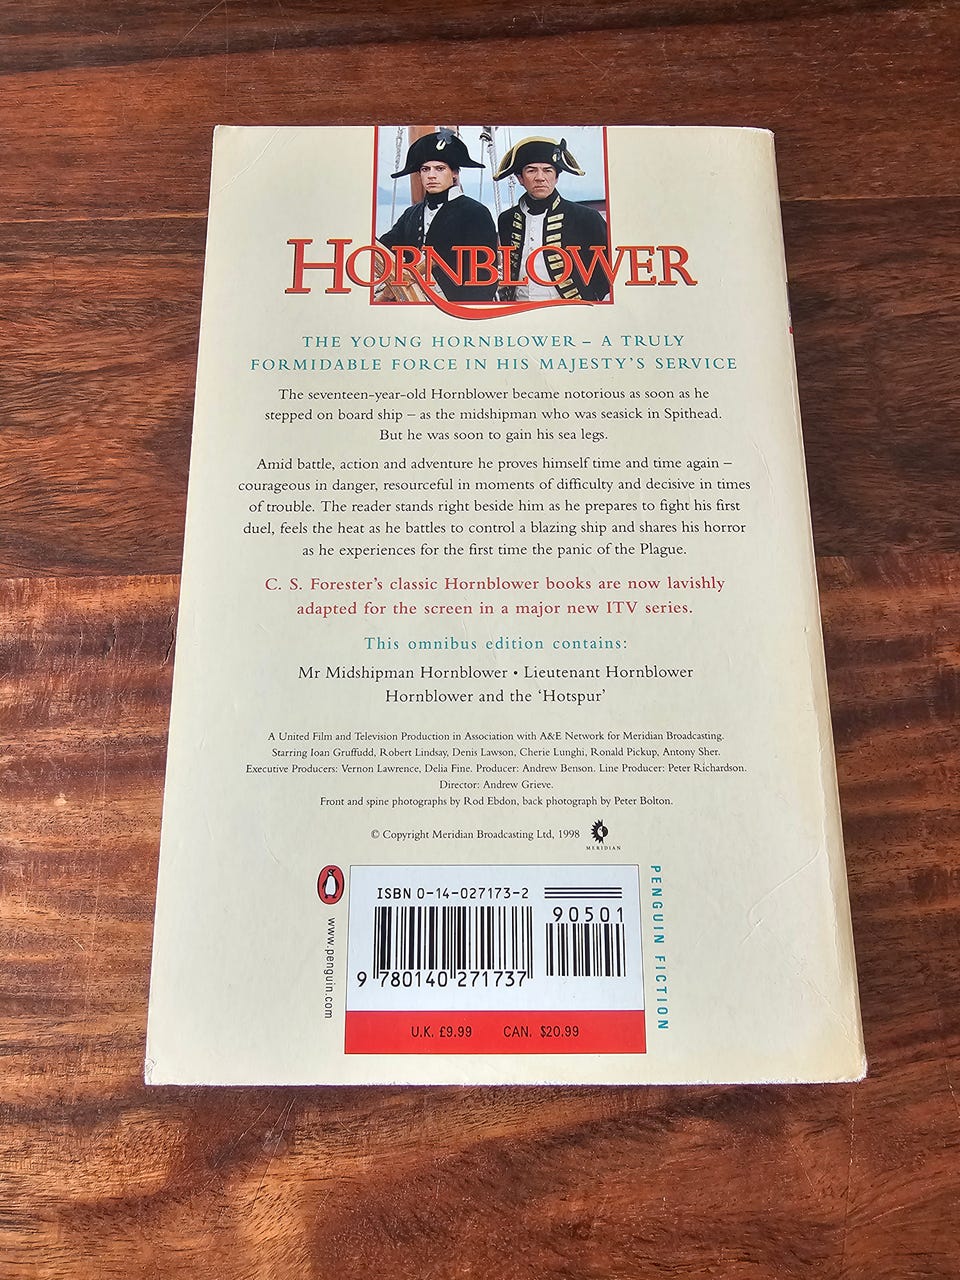 HORNBLOWER
THE YOUNG HORNBLOWER – A TRULY
FORMIDABLE FORCE IN HIS MAJESTY'S SERVICE
The seventeen-year-old Hornblower became notorious as soon as he
stepped on board ship – as the midshipman who was seasick in Spithead.
But he was soon to gain his sea legs.
Amid battle, action and adventure he proves himself time and time again –
courageous in danger, resourceful in moments of difficulty and decisive in times
of trouble. The reader stands right beside him as he prepares to fight his first
duel, feels the heat as he battles to control a blazing ship and shares his horror
as he experiences for the first time the panic of the Plague.
C. S. Forester's classic Hornblower books are now lavishly
adapted for the screen in a major new ITV series.
This omnibus edition contains:
Mr Midshipman Hornblower • Lieutenant Hornblower
Hornblower and the 'Hotspur'
A United Film and Television Production in Association with A&E Network for Meridian Broadcasting.
Starring Ioan Gruffudd, Robert Lindsay, Denis Lawson, Cherie Lunghi, Ronald Pickup, Antony Sher.
Executive Producers: Vernon Lawrence, Delia Fine. Producer: Andrew Benson. Line Producer: Peter Richardson.
Director: Andrew Grieve.
Front and spine photographs by Rod Ebdon, back photograph by Peter Bolton.
© Copyright Meridian Broadcasting Ltd, 1998
MERIDIAN
www.penguin.com
ISBN 0-14-027173-2
90501
9 780140 271737
U.K. £9.99 CAN. $20.99
PENGUIN FICTION